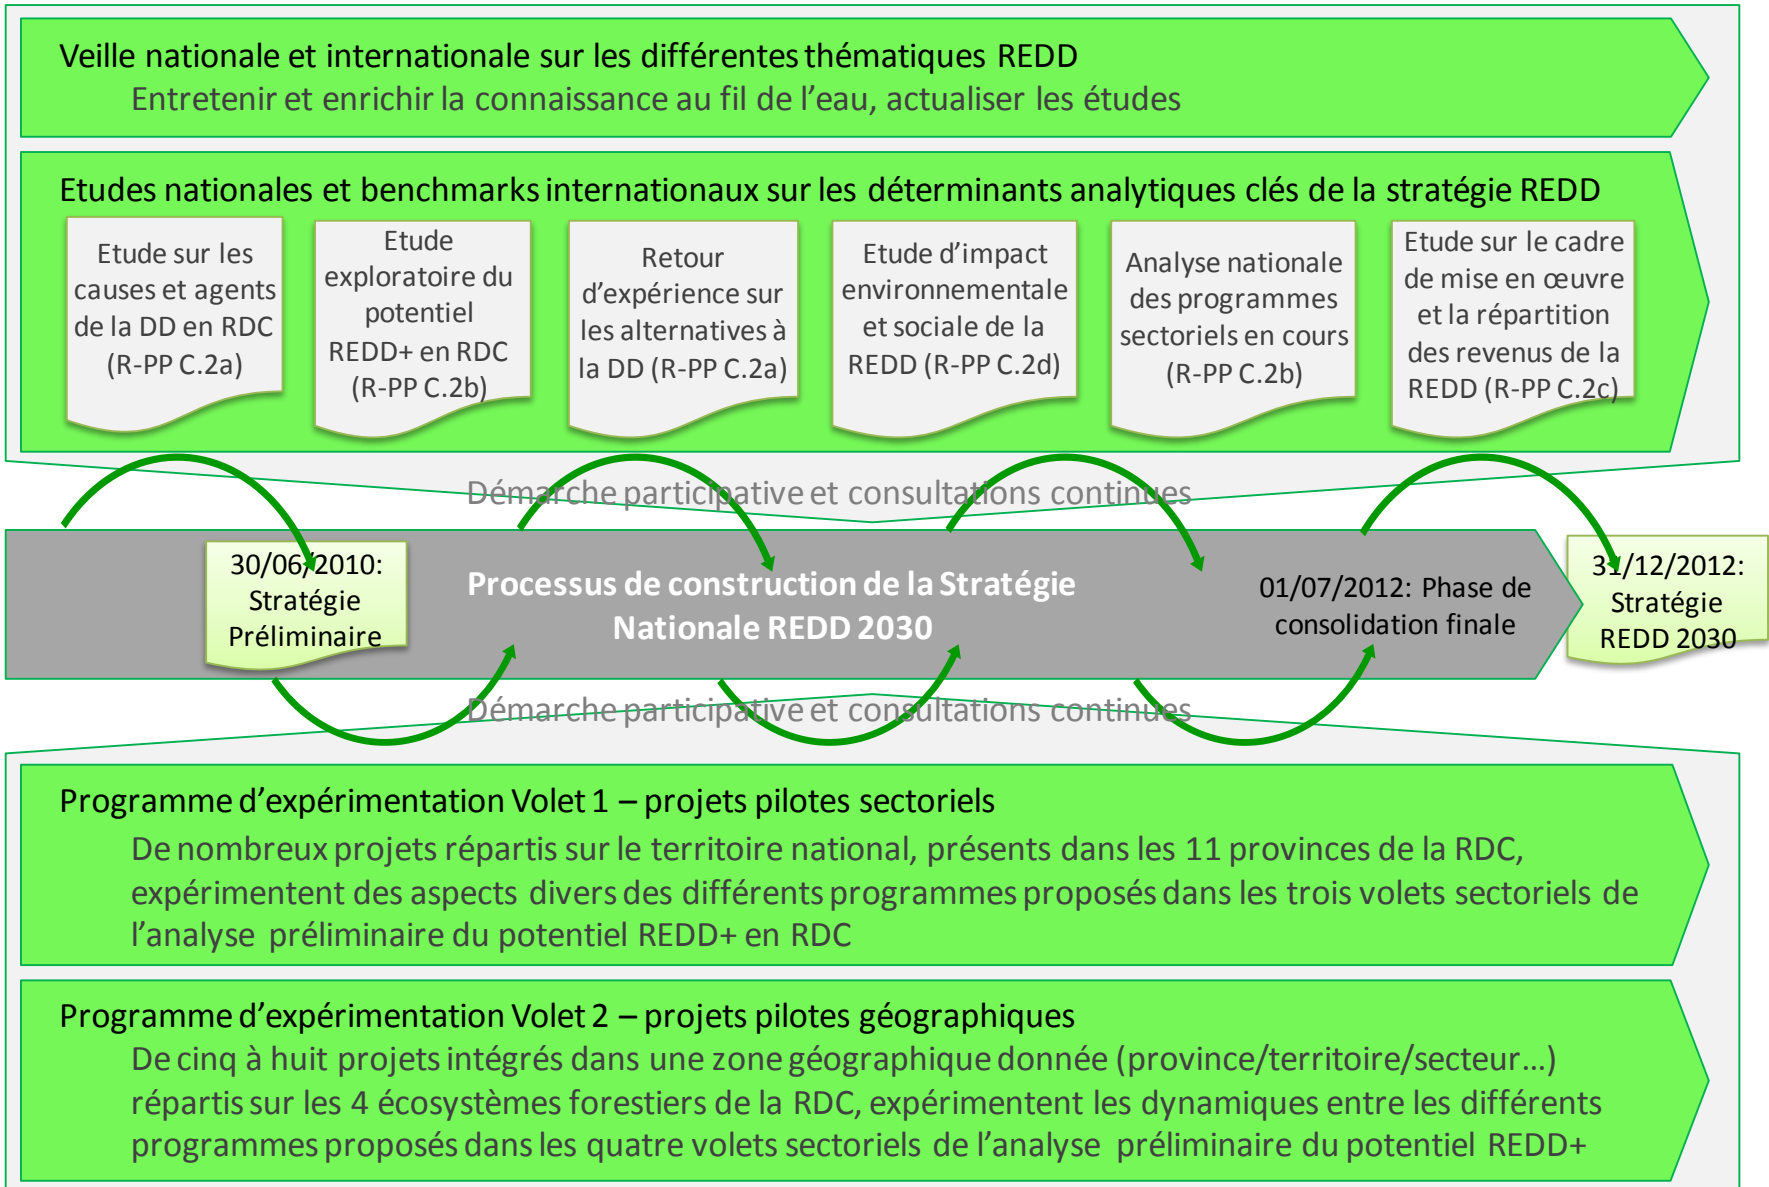 Veille nationale et internationale sur les différentes thématiques REDD
Entretenir et enrichir la connaissance au fil de l'eau, actualiser les études
Etudes nationales et benchmarks internationaux sur les déterminants analytiques clés de la stratégie REDD
Etude sur les
causes et agents
de la DD en RDC
(R-PP C.2a)
Etude
exploratoire du
potentiel
REDD+ en RDC
(R-PP C.2b)
Retour
d'expérience sur
les alternatives à
la DD (R-PP C.2a)
Etude d'impact
environnementale
et sociale de la
REDD (R-PP C.2d)
Analyse nationale
des programmes
sectoriels en cours
(R-PP C.2b)
Etude sur le cadre
de mise en œuvre
et la répartition
des revenus de la
REDD (R-PP C.2c)
Démarche participative et consultations continues
30/06/2010:
Stratégie
Préliminaire
Processus de construction de la Stratégie
Nationale REDD 2030
01/07/2012: Phase de
consolidation finale
31/12/2012:
Stratégie
REDD 2030
Démarche participative et consultations continues
Programme d'expérimentation Volet 1 – projets pilotes sectoriels
De nombreux projets répartis sur le territoire national, présents dans les 11 provinces de la RDC,
expérimentent des aspects divers des différents programmes proposés dans les trois volets sectoriels de
l'analyse préliminaire du potentiel REDD+ en RDC
Programme d'expérimentation Volet 2 – projets pilotes géographiques
De cinq à huit projets intégrés dans une zone géographique donnée (province/territoire/secteur…)
répartis sur les 4 écosystèmes forestiers de la RDC, expérimentent les dynamiques entre les différents
programmes proposés dans les quatre volets sectoriels de l'analyse préliminaire du potentiel REDD+